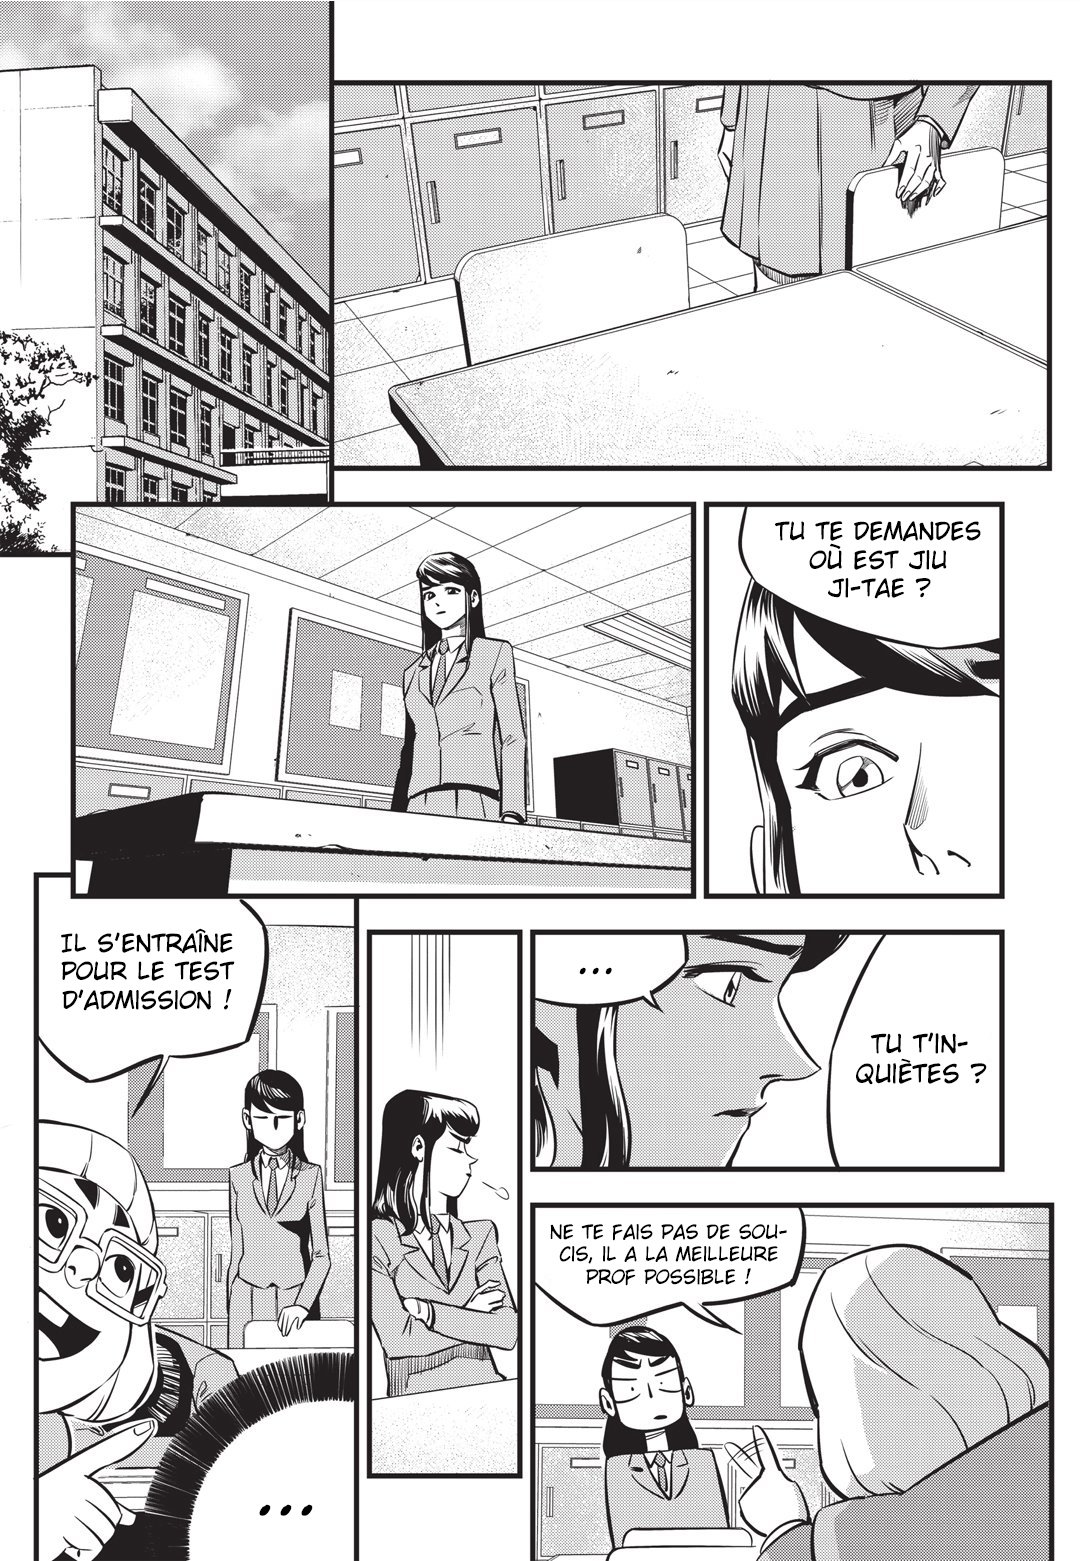 TU TE DEMANDES
OÙ EST JIU
JI-TAE ?
IL S'ENTRAÎNE
POUR LE TEST
D'ADMISSION !
...
...
TU T'IN-
QUIÈTES ?
NE TE FAIS PAS DE SOU-
CIS, IL A LA MEILLEURE
PROF POSSIBLE !